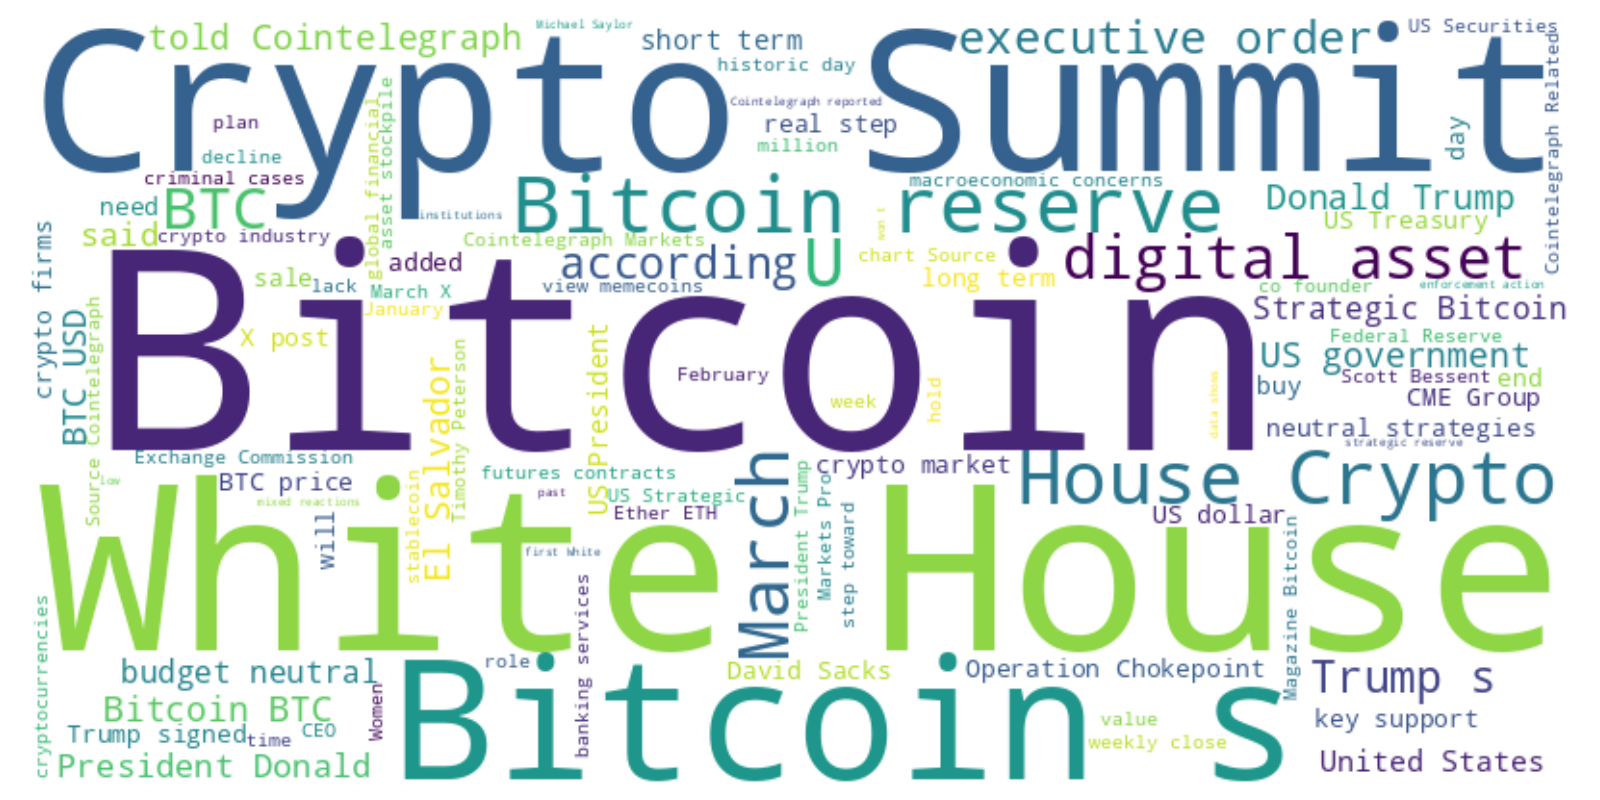 Crypto Summit
told Cointelegraph
Michael Saylor
short term
historic day
executive order
US Securities
Cointelegraph reported
real step
million
plan
decline
criminal cases
global financial
asset stockpile
day
Cointelegraph Related
need
BTC
said
crypto industry
institutions
Bitcoin reserve
macroeconomic concerns
won t
Donald Trump
US Treasury
Cointelegraph Markets
added
according
U
chart Source
long term
digital asset
sale
lack
March X
January
view memecoins
co founder
enforcement action
Strategic Bitcoin
crypto firms
BTC USD
Source Cointelegraph
X post
Bitcoin
El Salvador
Timothy Peterson
US President
February
week
hold
data shows
Federal Reserve
US government
buy
Scott Bessent
end
CME Group
neutral strategies
strategic reserve
Exchange Commission
low
BTC price
mixed reactions
will
stablecoin
futures contracts
past
US Strategic
Ether ETH
first White
March
President Trump
Markets Pro
step toward
crypto market
House Crypto
US dollar
White House
Magazine Bitcoin
cryptocurrencies
budget neutral
Bitcoin BTC
Trump signed
time
CEO
President Donald
Women
role
banking services
Bitcoin s
David Sacks
Operation Chokepoint
Trump s
value
weekly close
key support
United States